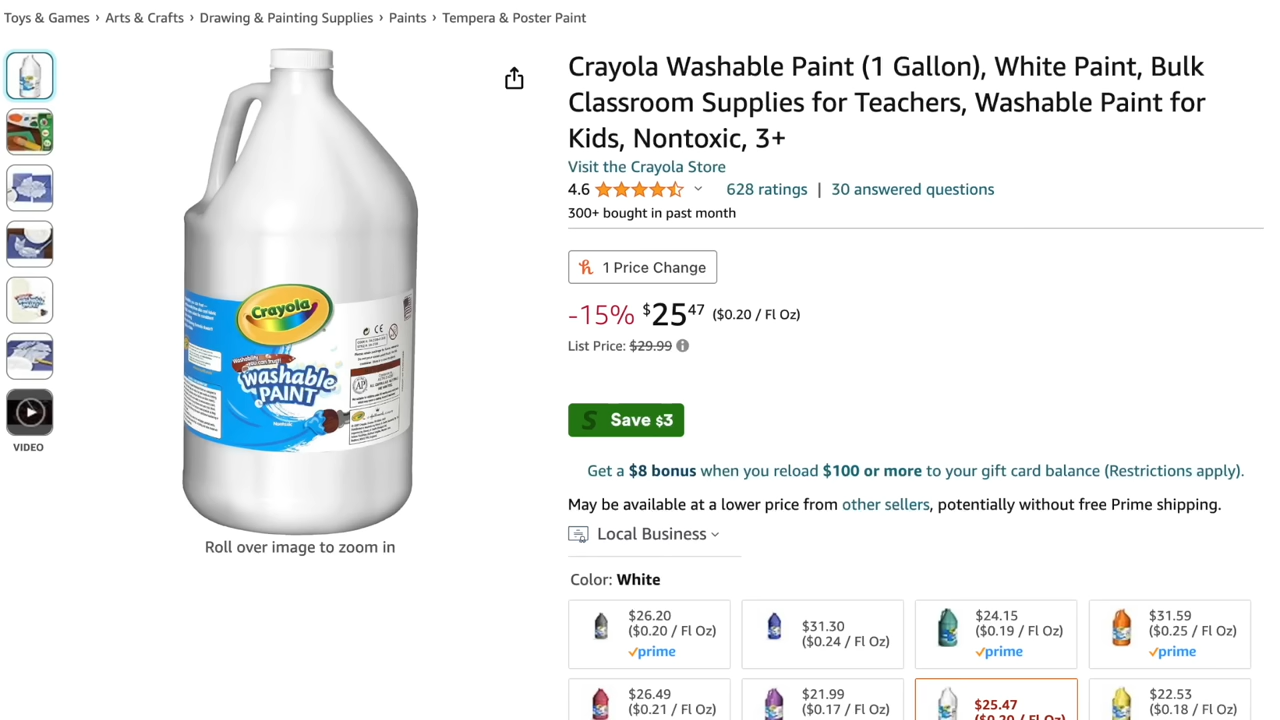 Toys & Games › Arts & Crafts › Drawing & Painting Supplies › Paints › Tempera & Poster Paint
VIDEO
Crayola
Washability
you can trust!
washable
PAINT
Roll over image to zoom in
Crayola Washable Paint (1 Gallon), White Paint, Bulk
Classroom Supplies for Teachers, Washable Paint for
Kids, Nontoxic, 3+
Visit the Crayola Store
4.6
628 ratings | 30 answered questions
300+ bought in past month
1 Price Change
-15% $25 47 ($0.20 / Fl Oz)
List Price: $29.99
Save $3
Get a $8 bonus when you reload $100 or more to your gift card balance (Restrictions apply).
May be available at a lower price from other sellers, potentially without free Prime shipping.
Local Business
Color: White
$26.20
($0.20 / Fl Oz)
prime
$31.30
($0.24 / Fl Oz)
$24.15
($0.19 / Fl Oz)
prime
$31.59
($0.25 / Fl Oz)
prime
$26.49
($0.21 / Fl Oz)
$21.99
($0.17 / Fl Oz)
$25.47
($0.20 / Fl Oz)
$22.53
($0.18 / Fl Oz)